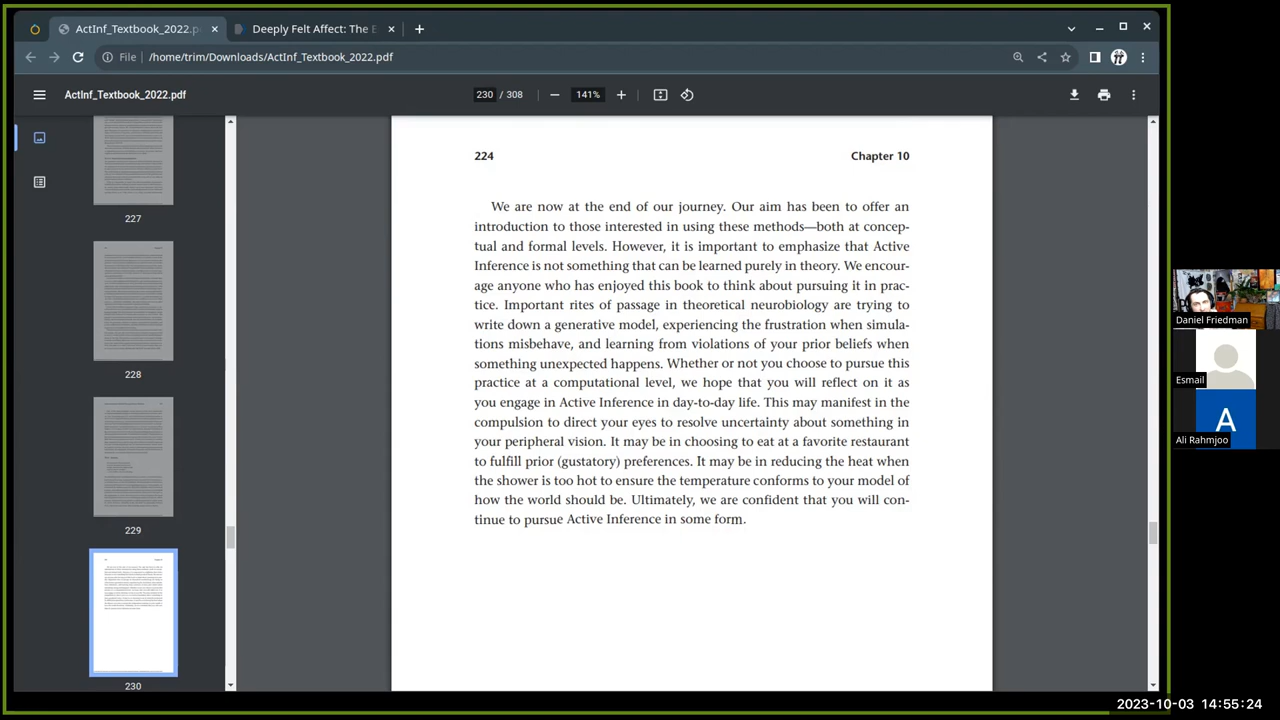 ActInf_Textbook_2022.p
Deeply Felt Affect: The E
File
/home/trim/Downloads/ActInf_Textbook_2022.pdf
ActInf_Textbook_2022.pdf
230 / 308
141%
227
228
229
230
224
Chapter 10
We are now at the end of our journey. Our aim has been to offer an
introduction to those interested in using these methods—both at concep-
tual and formal levels. However, it is important to emphasize that Active
Inference is not something that can be learned purely in theory. We encour-
age anyone who has enjoyed this book to think about pursuing it in prac-
tice. Important rites of passage in theoretical neurobiology are trying to
write down a generative model, experiencing the frustration when simula-
tions misbehave, and learning from violations of your prior beliefs when
something unexpected happens. Whether or not you choose to pursue this
practice at a computational level, we hope that you will reflect on it as
you engage in Active Inference in day-to-day life. This may manifest in the
compulsion to direct your eyes to resolve uncertainty about something in
your peripheral vision. It may be in choosing to eat at a favorite restaurant
to fulfill prior (gustatory) preferences. It may be in reducing the heat when
the shower is too hot to ensure the temperature conforms to your model of
how the world should be. Ultimately, we are confident that you will con-
tinue to pursue Active Inference in some form.
Daniel Friedman
Esmail
A
Ali Rahmjoo
2023-10-03 14:55:24